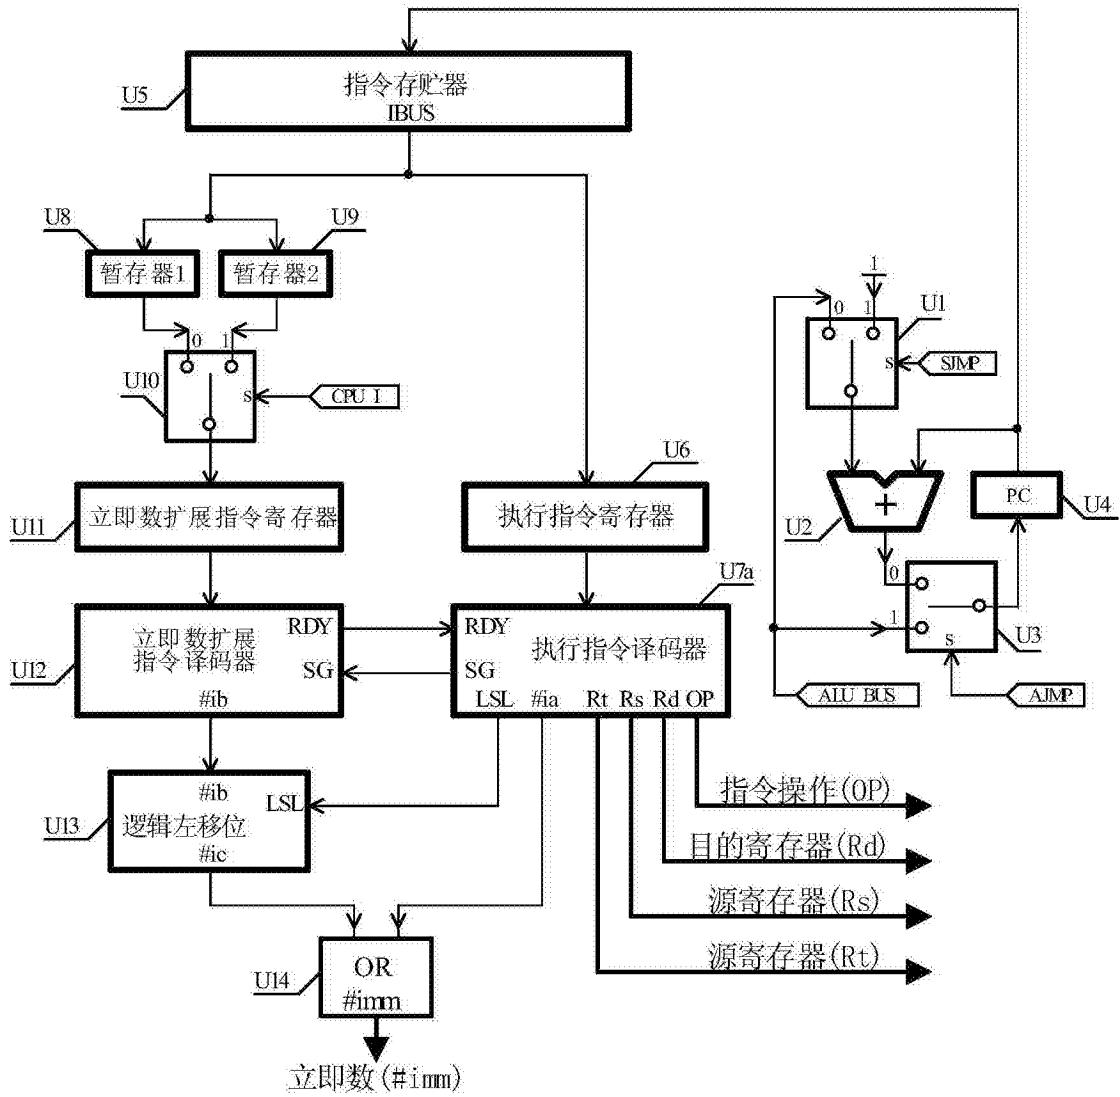 指令存贮器
IBUS
U5
U8
U9
暂存器1
暂存器2
0
1
U10
s
CPU I
1
0
1
U1
s
SJMP
U6
U11
立即数扩展指令寄存器
执行指令寄存器
+
U2
PC
U4
U7a
0
1
s
U3
U12
立即数扩展
指令译码器
RDY
SG
#ib
RDY
SG
执行指令译码器
LSL
#ia
Rt
Rs
Rd
OP
ALU BUS
AJMP
#ib
LSL
U13
逻辑左移位
#ic
指令操作(OP)
目的寄存器(Rd)
源寄存器(Rs)
源寄存器(Rt)
U14
OR
#imm
立即数(#imm)